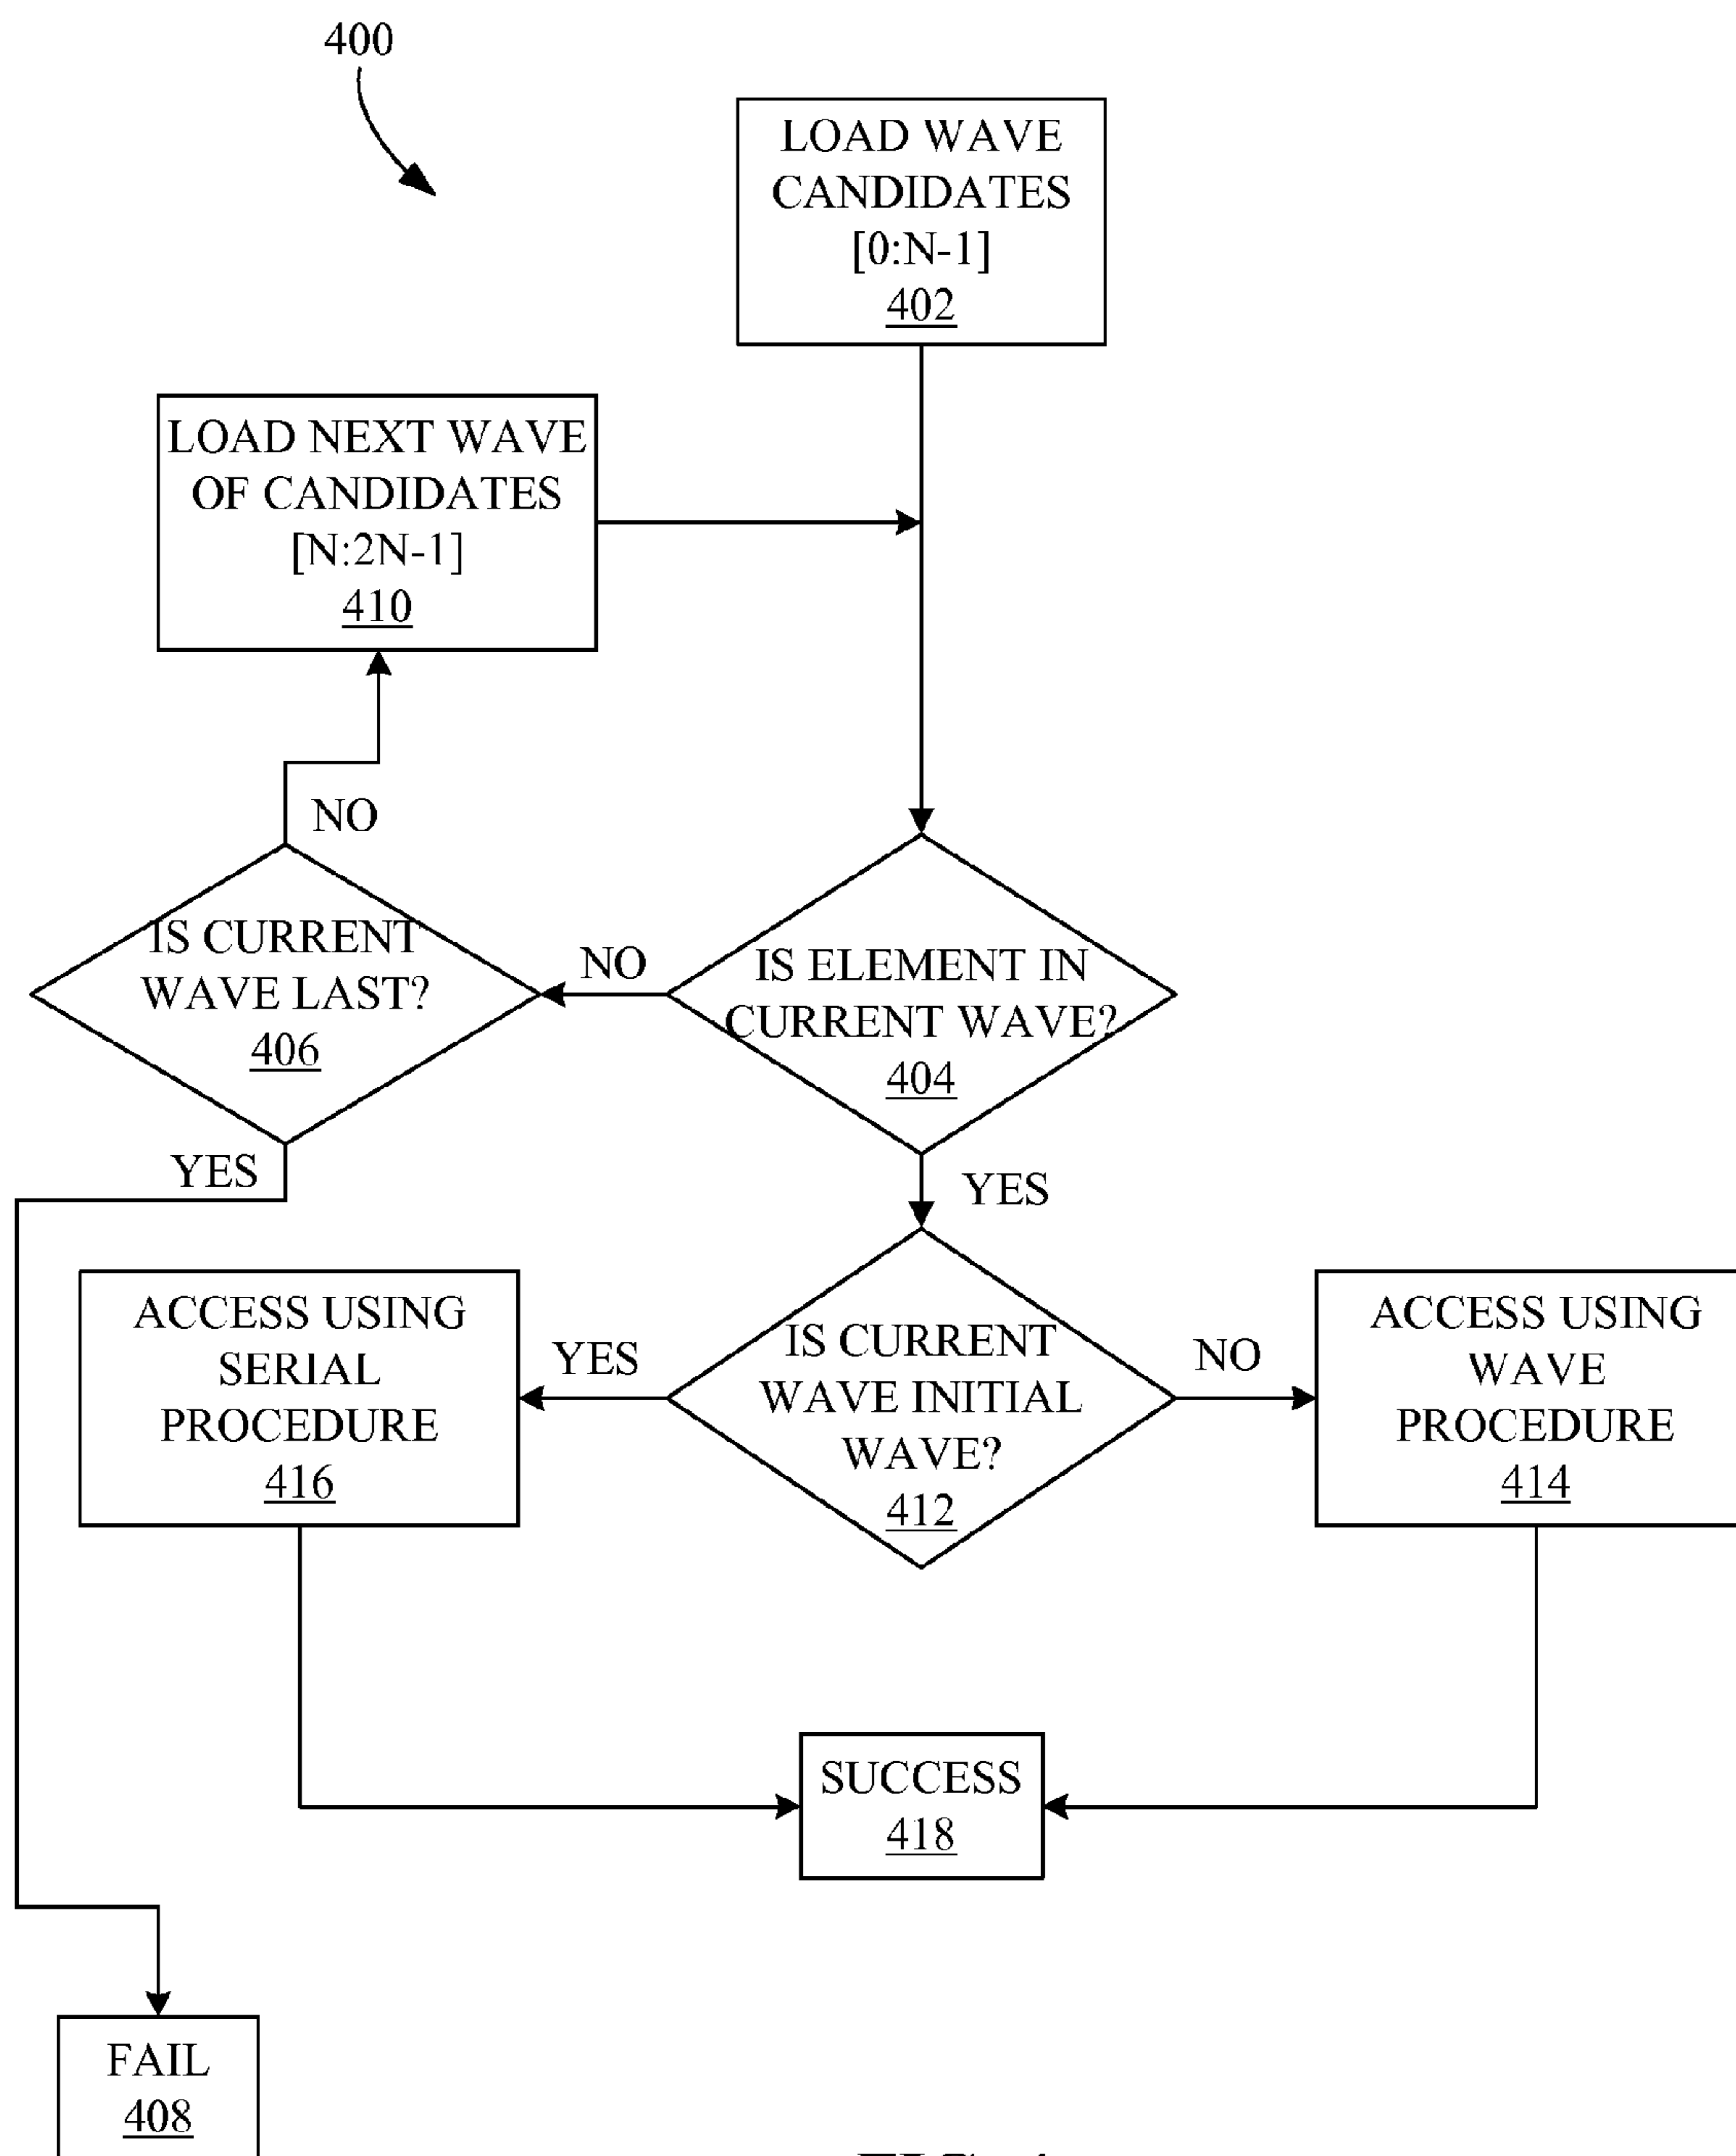 400
LOAD WAVE
CANDIDATES
[0:N-1]
402
LOAD NEXT WAVE
OF CANDIDATES
[N:2N-1]
410
NO
IS CURRENT
WAVE LAST?
406
NO
IS ELEMENT IN
CURRENT WAVE?
404
YES
YES
ACCESS USING
SERIAL
PROCEDURE
416
YES
IS CURRENT
WAVE INITIAL
WAVE?
412
NO
ACCESS USING
WAVE
PROCEDURE
414
SUCCESS
418
FAIL
408